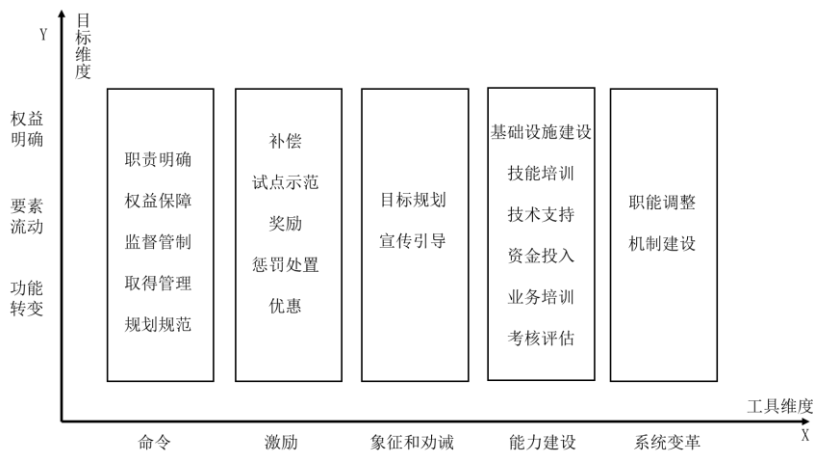 Y
目
标
维
度
权益
明确
要素
流动
功能
转变
职责明确
权益保障
监督管制
取得管理
规划规范
补偿
试点示范
奖励
惩罚处置
优惠
目标规划
宣传引导
基础设施建设
技能培训
技术支持
资金投入
业务培训
考核评估
职能调整
机制建设
工具维度
X
命令
激励
象征和劝诫
能力建设
系统变革